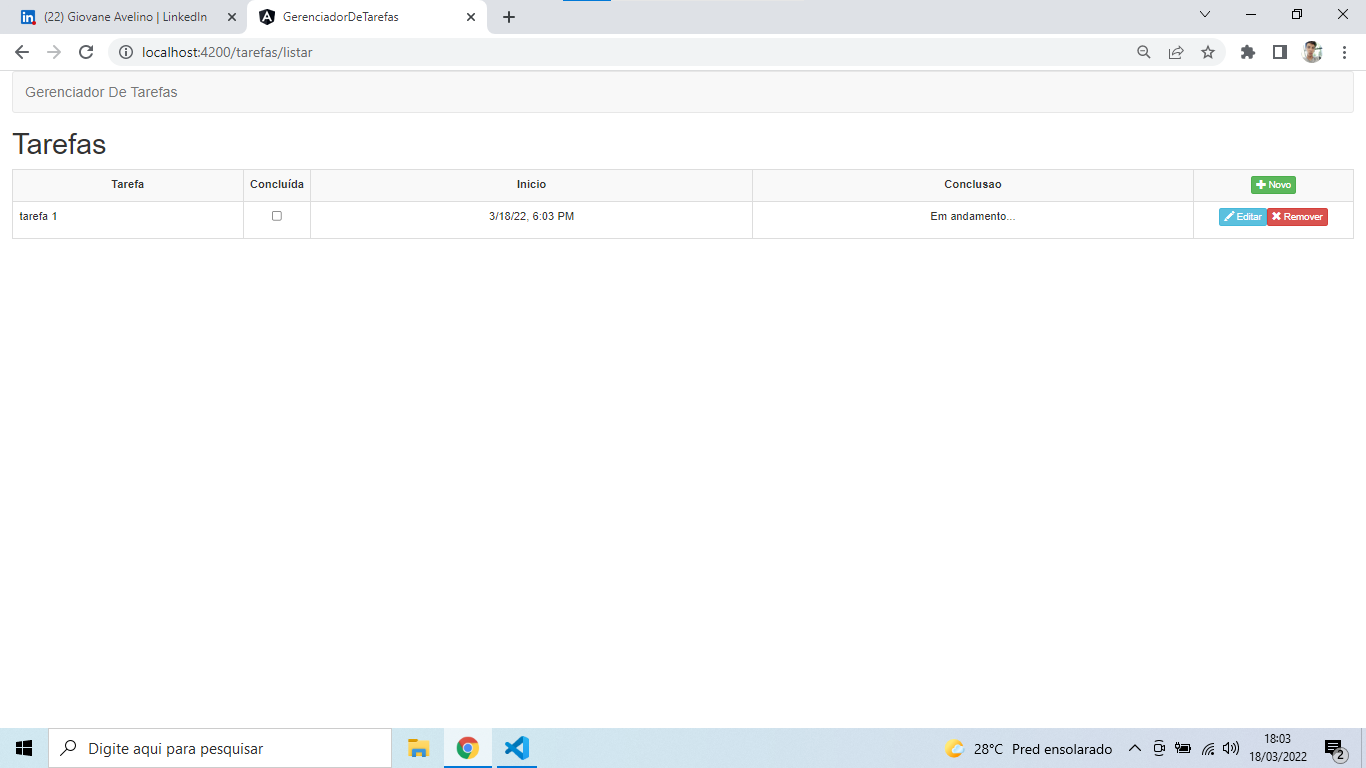 (22) Giovane Avelino | LinkedIn
GerenciadorDeTarefas
localhost:4200/tarefas/listar
Gerenciador De Tarefas
Tarefas
Tarefa Concluída Inicio Conclusao Novo
tarefa 1 3/18/22, 6:03 PM Em andamento... Editar Remover
Digite aqui para pesquisar
28°C Pred ensolarado
18:03
18/03/2022
2